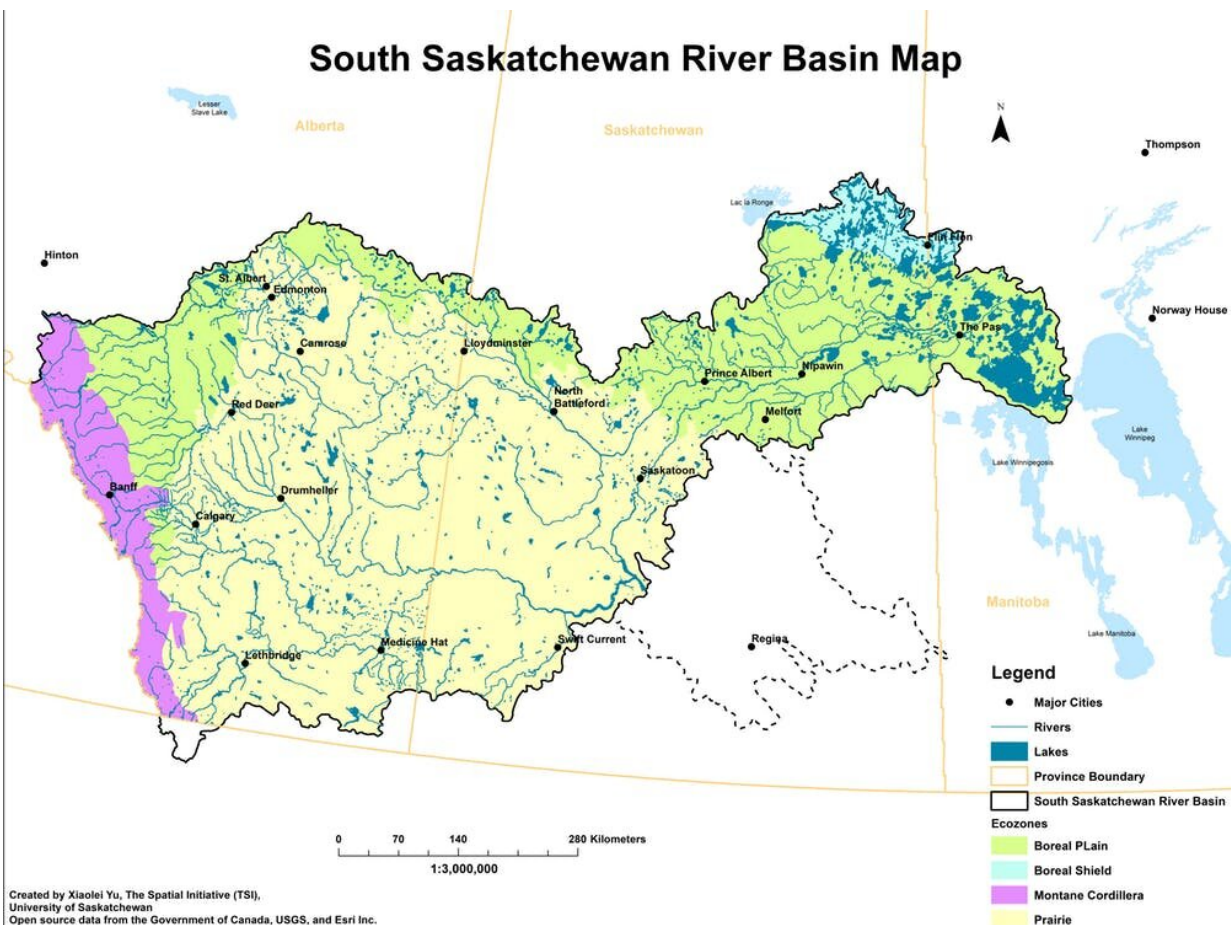 South Saskatchewan River Basin Map
Lesser
Slave Lake
Alberta
Saskatchewan
N
Thompson
Lac la Ronge
Hinton
Flin Flon
St. Albert
Edmonton
Norway House
The Pas
Camrose
Lloydminster
Nipawin
Prince Albert
North
Battleford
Red Deer
Melfort
Lake
Winnipeg
Lake Winnipegosis
Saskatoon
Banff
Drumheller
Calgary
Manitoba
Lake Manitoba
Swift Current
Regina
Medicine Hat
Lethbridge
Legend
Major Cities
Rivers
Lakes
Province Boundary
South Saskatchewan River Basin
Ecozones
Boreal PLain
Boreal Shield
Montane Cordillera
Prairie
0 70 140 280 Kilometers
1:3,000,000
Created by Xiaolei Yu, The Spatial Initiative (TSI),
University of Saskatchewan
Open source data from the Government of Canada, USGS, and Esri Inc.